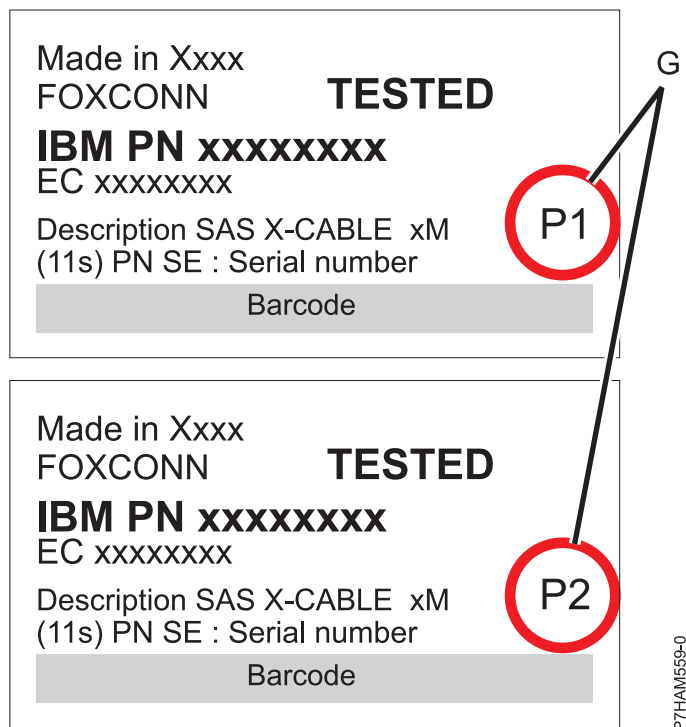 G
Made in Xxxx
FOXCONN TESTED
IBM PN xxxxxxxx
EC xxxxxxxx
P1
Description SAS X-CABLE xM
(11s) PN SE : Serial number
Barcode
Made in Xxxx
FOXCONN TESTED
IBM PN xxxxxxxx
EC xxxxxxxx
P2
Description SAS X-CABLE xM
(11s) PN SE : Serial number
Barcode
P7HAM559-0